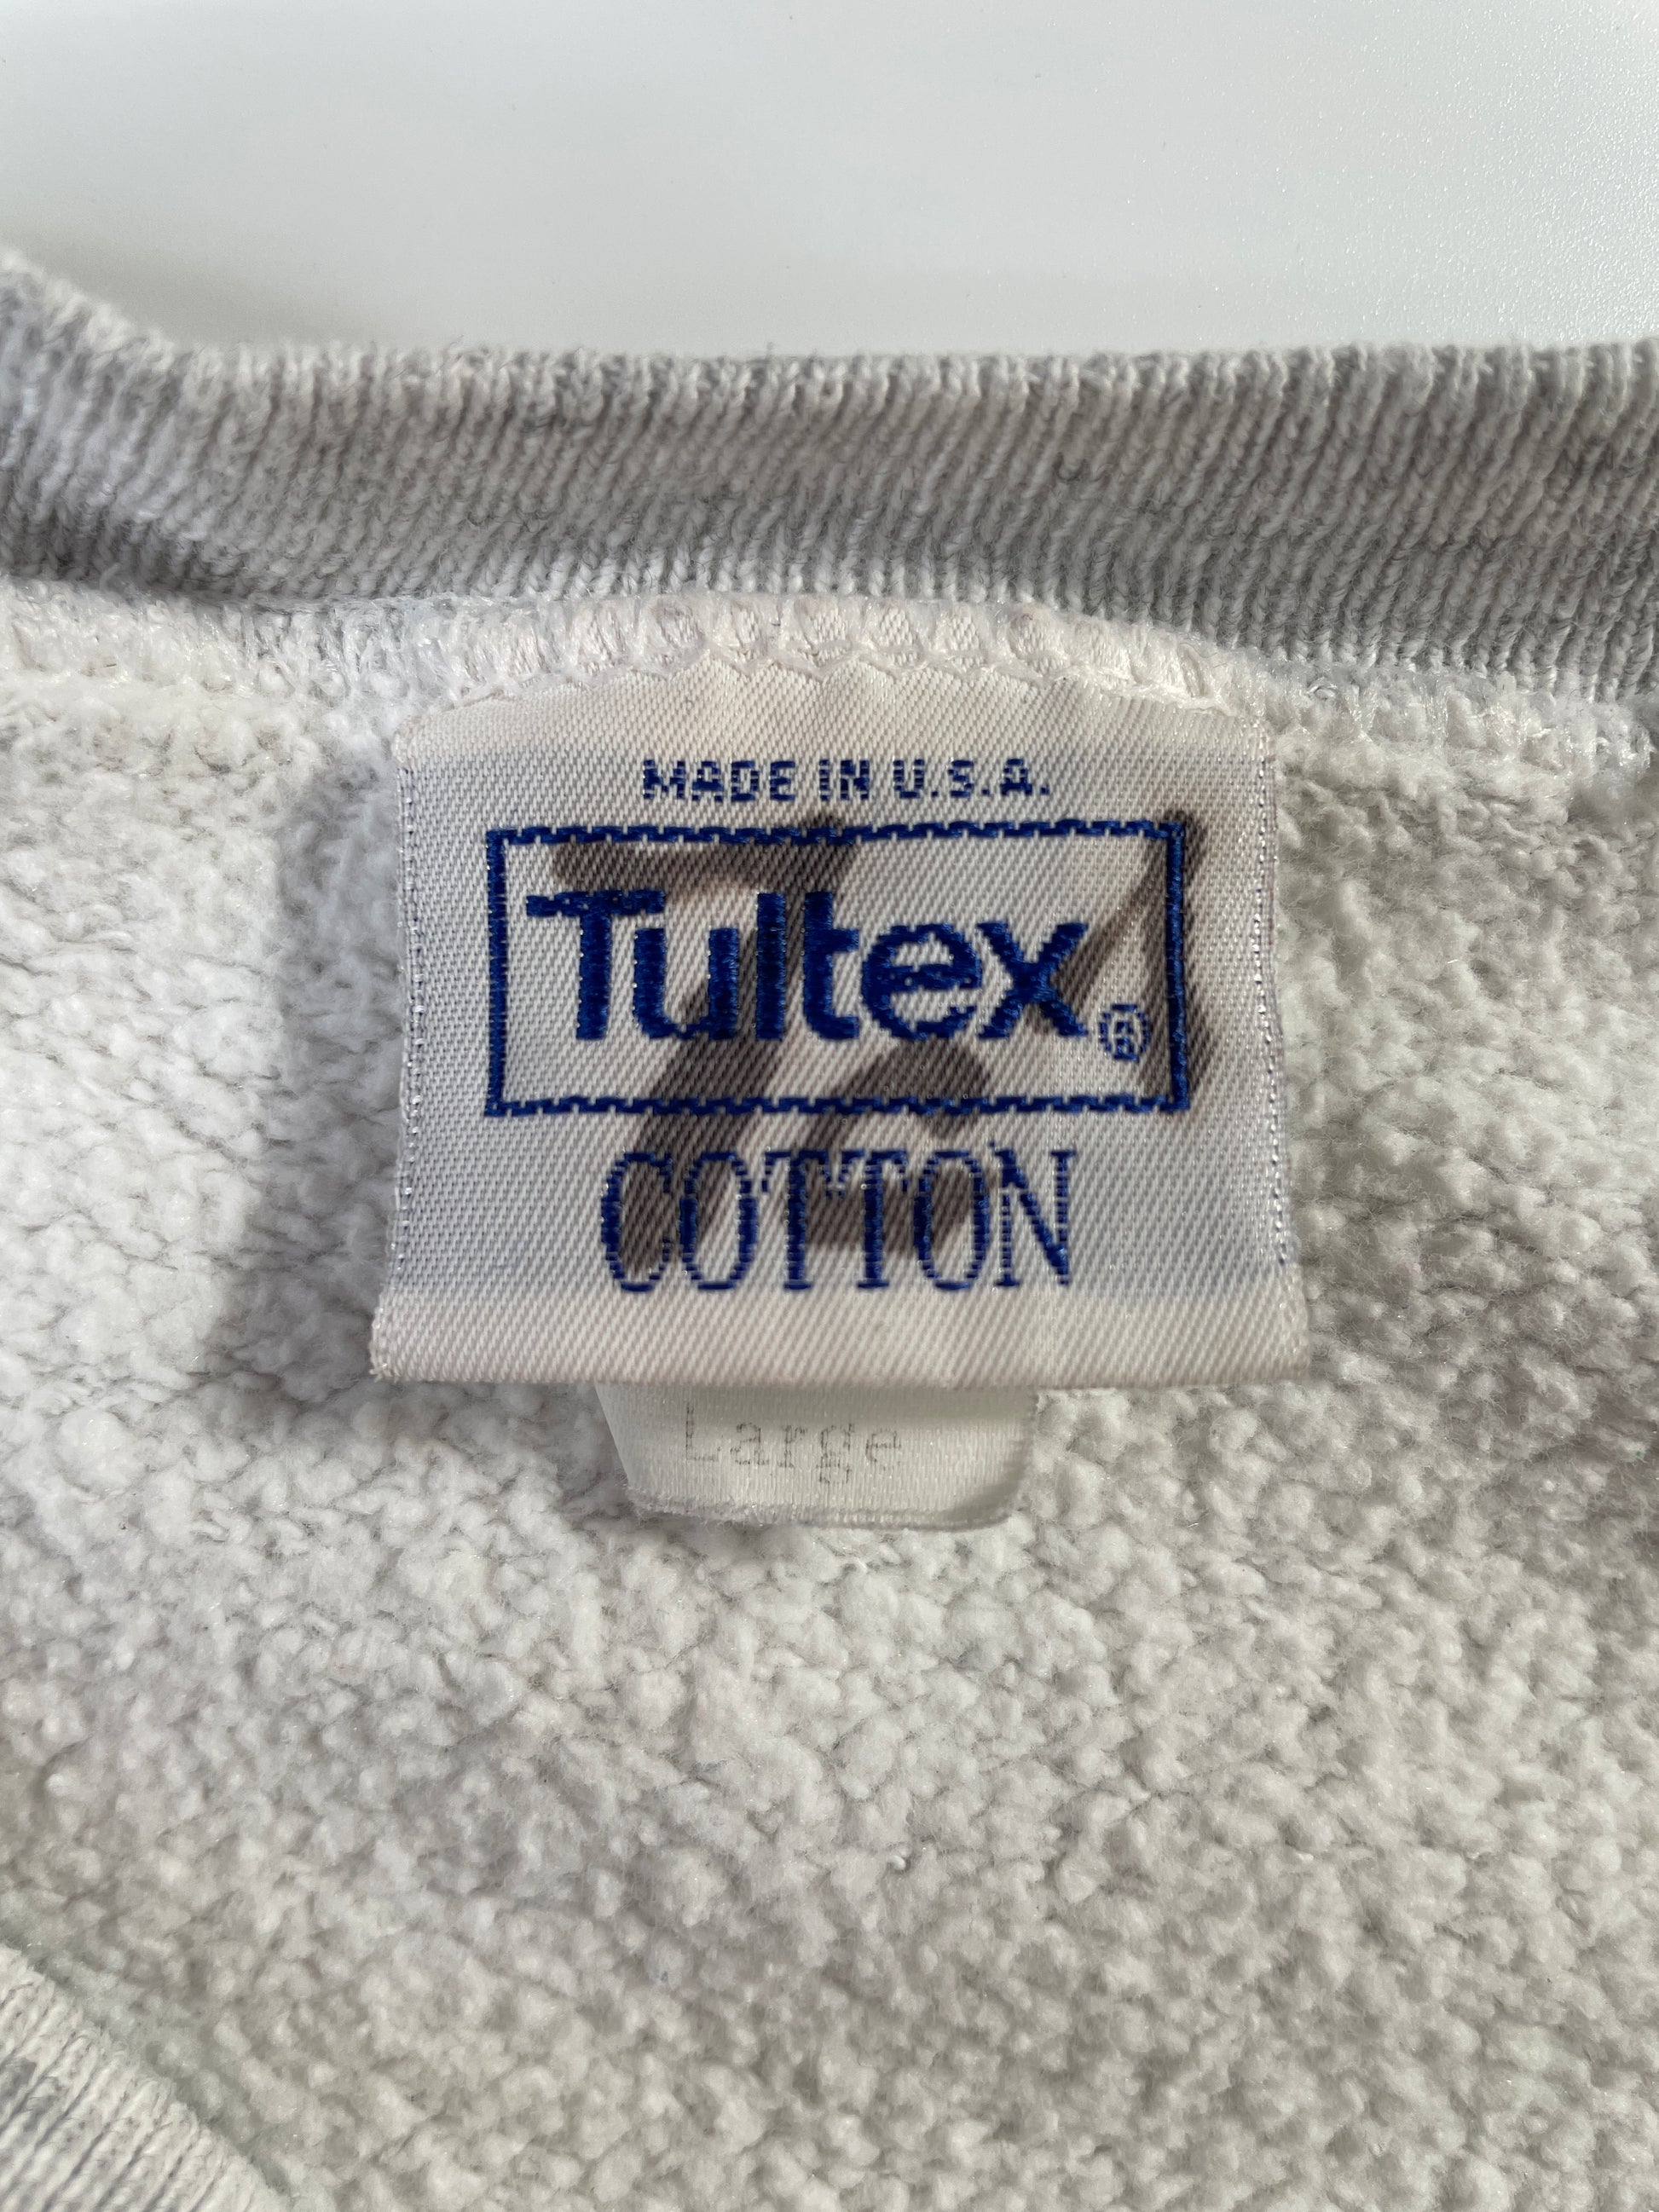 MADE IN U.S.A.
Tultex®
COTTON
Large